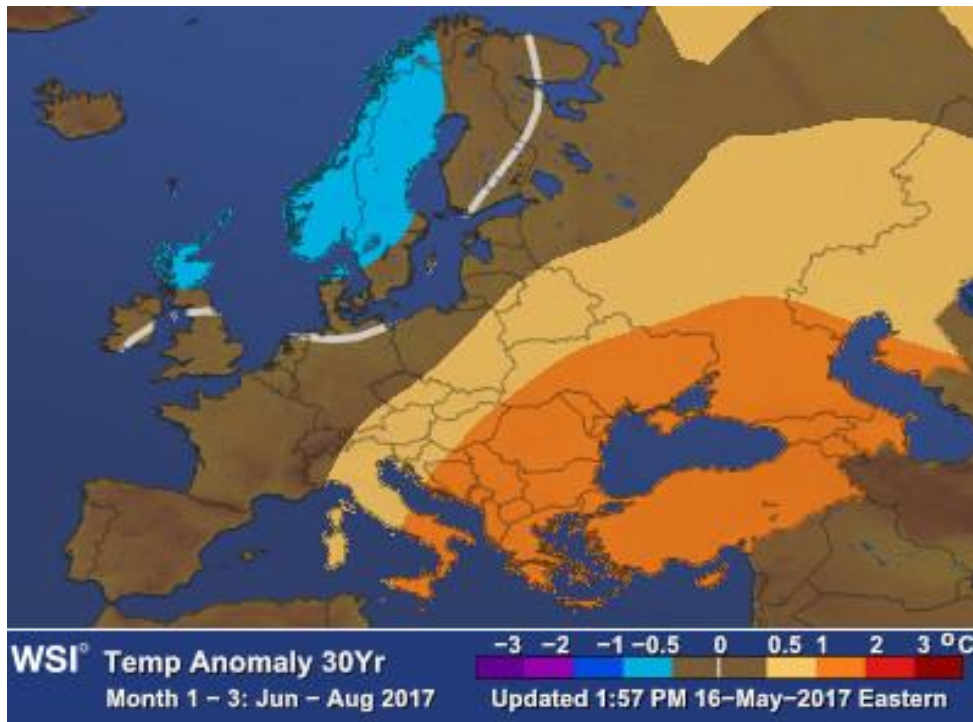 -3 -2 -1 -0.5 0 0.5 1 2 3 °C
WSI° Temp Anomaly 30Yr
Month 1 - 3: Jun - Aug 2017 Updated 1:57 PM 16-May-2017 Eastern